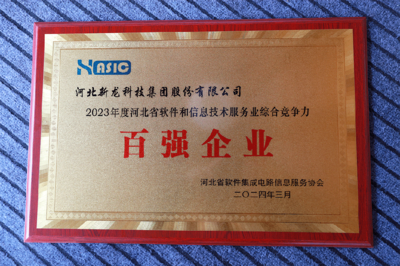 HASIC
河北新龙科技集团股份有限公司
2023年度河北省软件和信息技术服务业综合竞争力
百强企业
河北省软件集成电路信息服务协会
二〇二四年三月